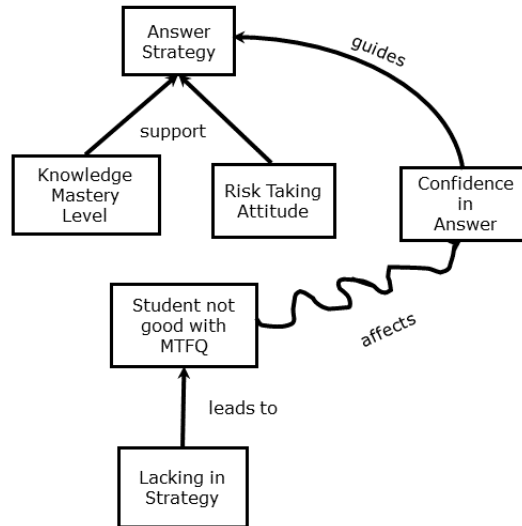 Answer
Strategy
guides
support
Knowledge
Mastery
Level
Risk Taking
Attitude
Confidence
in
Answer
Student not
good with
MTFQ
affects
leads to
Lacking in
Strategy